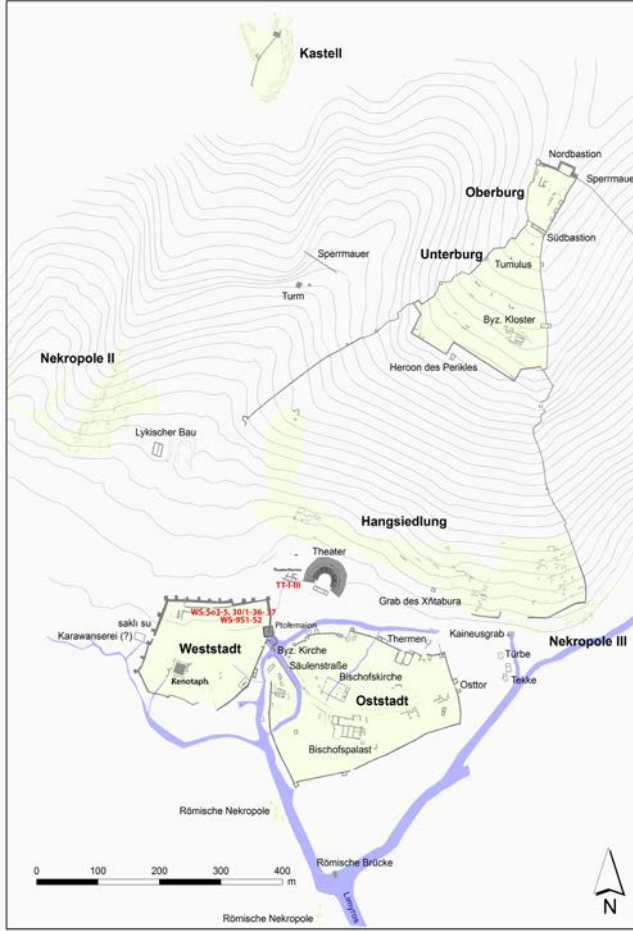 Kastell
Nordbastion
Oberburg
Sperrmauer
Südbastion
Sperrmauer
Unterburg
Tumulus
Turm
Byz. Kloster
Nekropole II
Heroon des Perikles
Lykischer Bau
Hangsiedlung
Theater
TT-I-III
Grab des Xñtabura
WS-5o3-5, 30/1-36- 37
WS-9S1-52
saklı su
Ptolemaion
Karawanserei (?)
Weststadt
Byz. Kirche
Thermen
Kaineusgrab
Nekropole III
Säulenstraße
Türbe
Kenotaph
Bischofskirche
Tekke
Oststadt
Osttor
Bischofspalast
Römische Nekropole
0 100 200 300 400
m
Römische Brücke
Limyros
Römische Nekropole
N